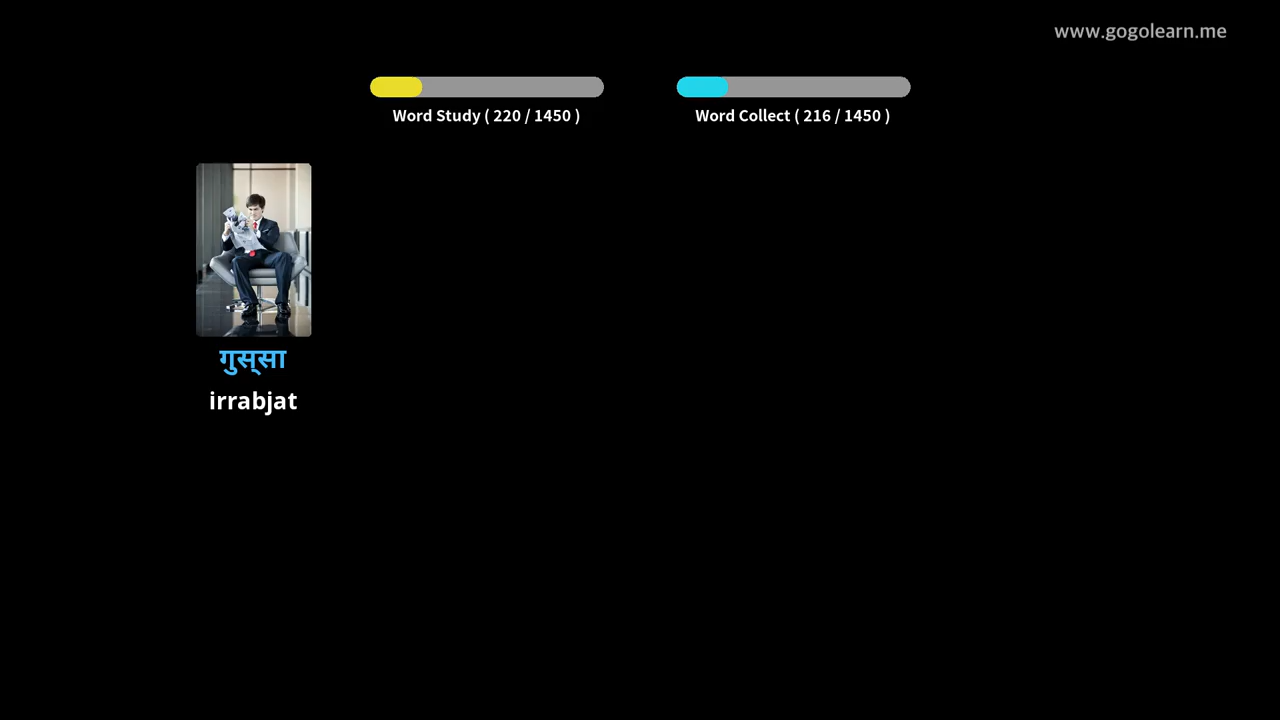 www.gogolearn.me
Word Study ( 220 / 1450 )
Word Collect ( 216 / 1450 )
गुस्‌सा
irrabjat